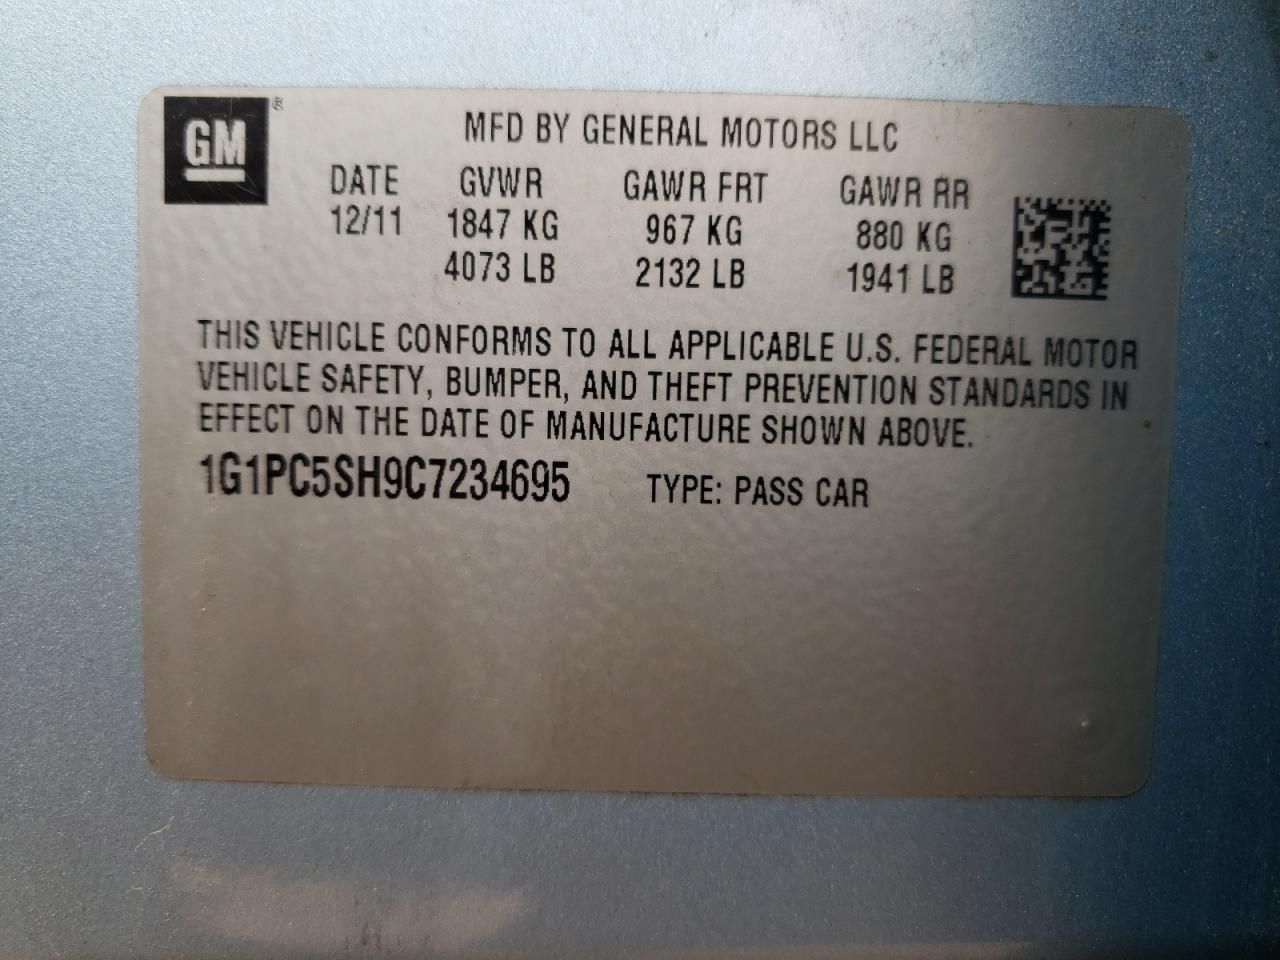 GM ®
MFD BY GENERAL MOTORS LLC
DATE GVWR GAWR FRT GAWR RR
12/11 1847 KG 967 KG 880 KG
4073 LB 2132 LB 1941 LB
THIS VEHICLE CONFORMS TO ALL APPLICABLE U.S. FEDERAL MOTOR
VEHICLE SAFETY, BUMPER, AND THEFT PREVENTION STANDARDS IN
EFFECT ON THE DATE OF MANUFACTURE SHOWN ABOVE.
1G1PC5SH9C7234695 TYPE: PASS CAR